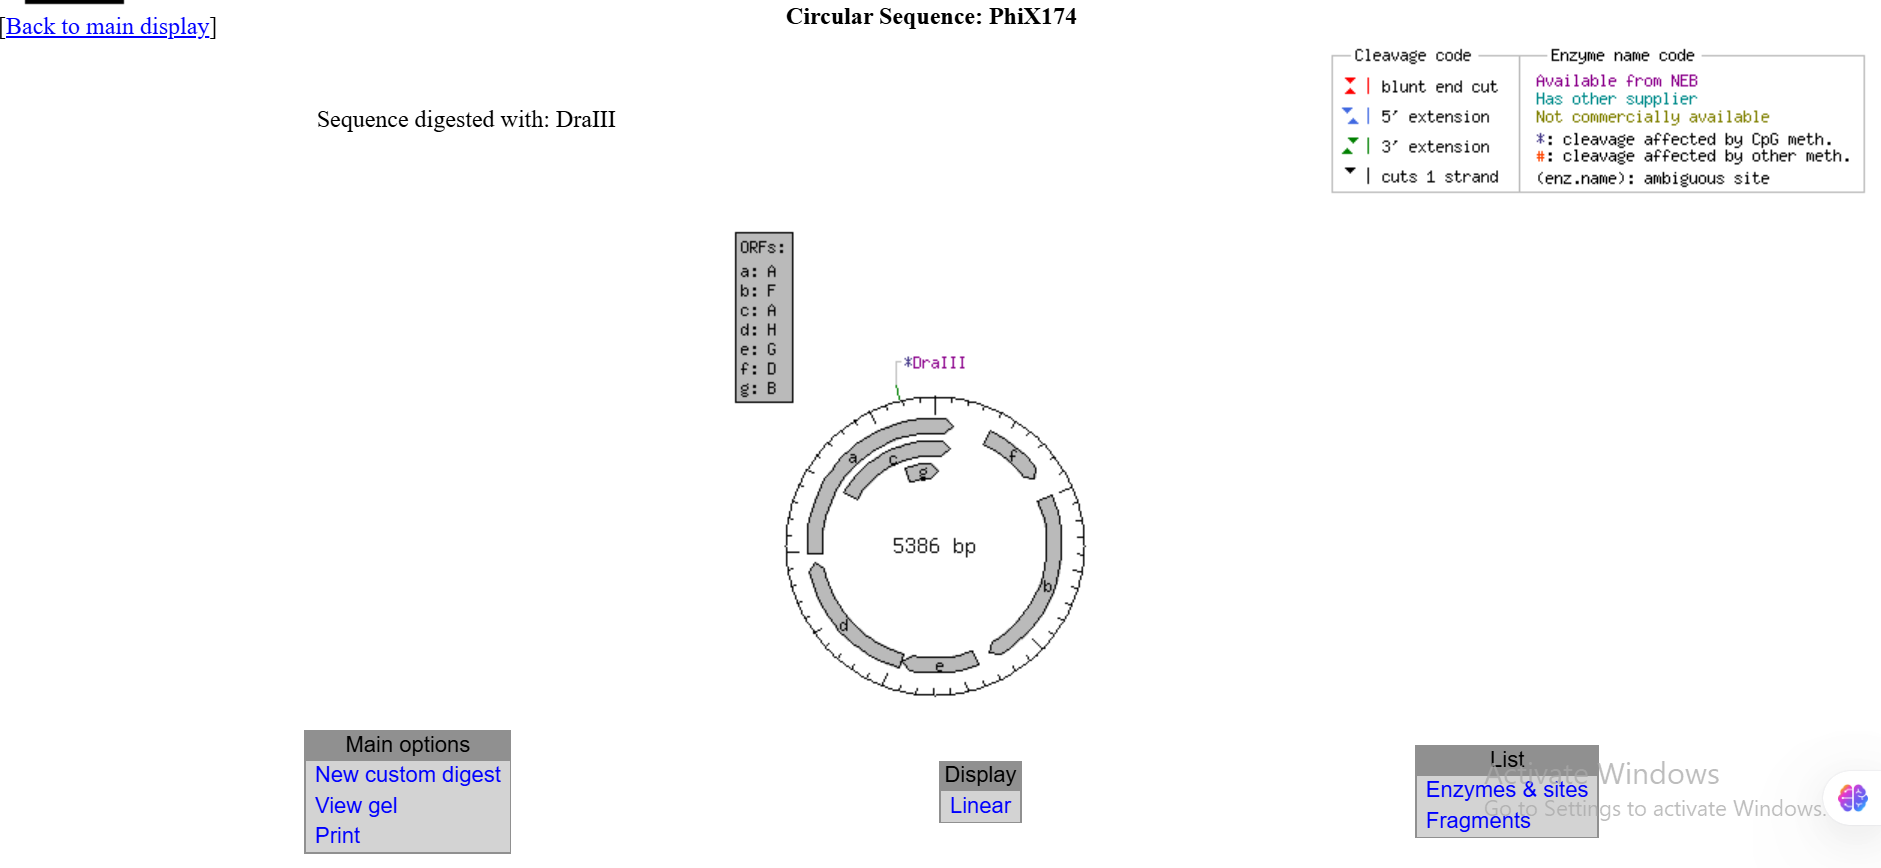 Circular Sequence: PhiX174
[Back to main display]
Cleavage code
blunt end cut
5′ extension
3′ extension
cuts 1 strand
Enzyme name code
Available from NEB
Has other supplier
Not commercially available
*: cleavage affected by CpG meth.
#: cleavage affected by other meth.
(enz.name): ambiguous site
Sequence digested with: DraIII
ORFs:
a: A
b: F
c: A
d: H
e: G
f: D
g: B
*DraIII
a
c
g
f
5386 bp
b
d
e
Main options
New custom digest
View gel
Print
Display
Linear
List
Enzymes & sites
Fragments
Activate Windows
Go to Settings to activate Windows.